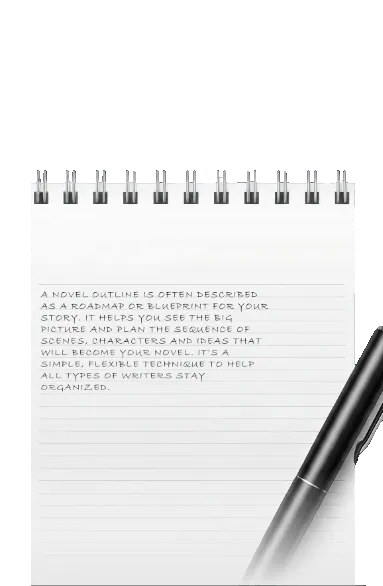 A NOVEL OUTLINE IS OFTEN DESCRIBED
AS A ROADMAP OR BLUEPRINT FOR YOUR
STORY. IT HELPS YOU SEE THE BIG
PICTURE AND PLAN THE SEQUENCE OF
SCENES, CHARACTERS AND IDEAS THAT
WILL BECOME YOUR NOVEL. IT'S A
SIMPLE, FLEXIBLE TECHNIQUE TO HELP
ALL TYPES OF WRITERS STAY
ORGANIZED.